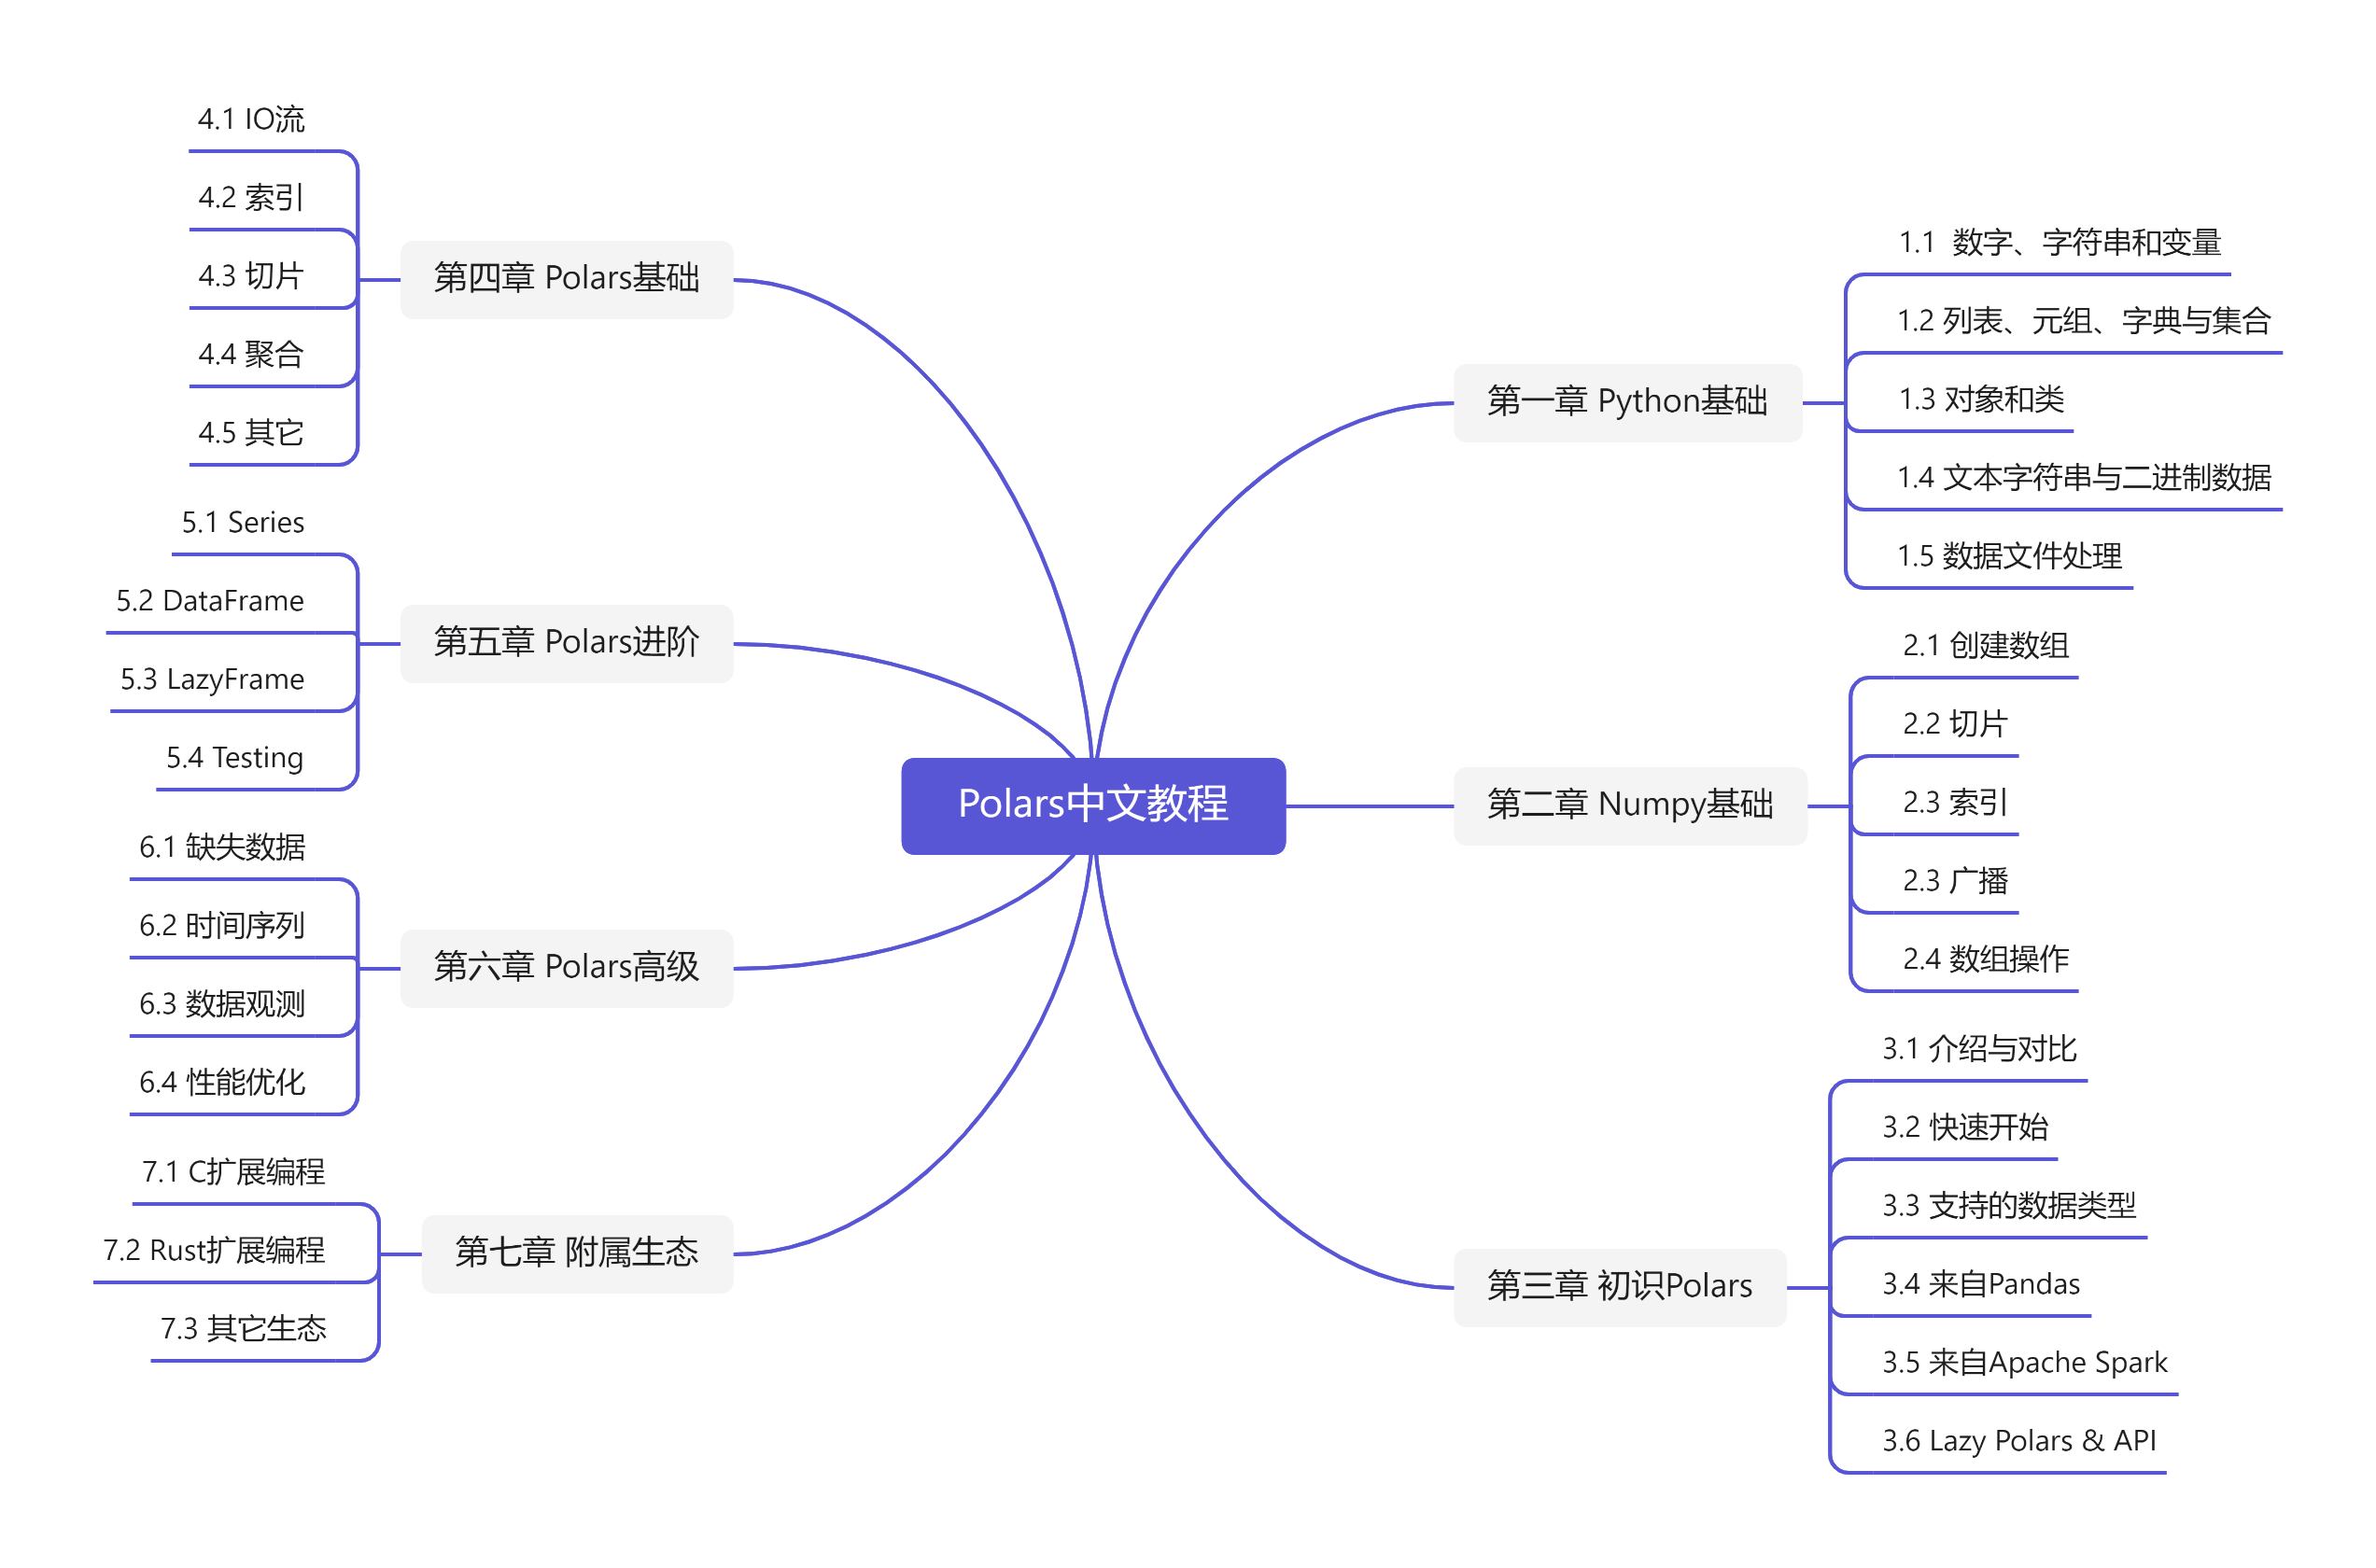 Polars中文教程
第一章 Python基础
1.1 数字、字符串和变量
1.2 列表、元组、字典与集合
1.3 对象和类
1.4 文本字符串与二进制数据
1.5 数据文件处理
第二章 Numpy基础
2.1 创建数组
2.2 切片
2.3 索引
2.3 广播
2.4 数组操作
第三章 初识Polars
3.1 介绍与对比
3.2 快速开始
3.3 支持的数据类型
3.4 来自Pandas
3.5 来自Apache Spark
3.6 Lazy Polars & API
第四章 Polars基础
4.1 IO流
4.2 索引
4.3 切片
4.4 聚合
4.5 其它
第五章 Polars进阶
5.1 Series
5.2 DataFrame
5.3 LazyFrame
5.4 Testing
第六章 Polars高级
6.1 缺失数据
6.2 时间序列
6.3 数据观测
6.4 性能优化
第七章 附属生态
7.1 C扩展编程
7.2 Rust扩展编程
7.3 其它生态